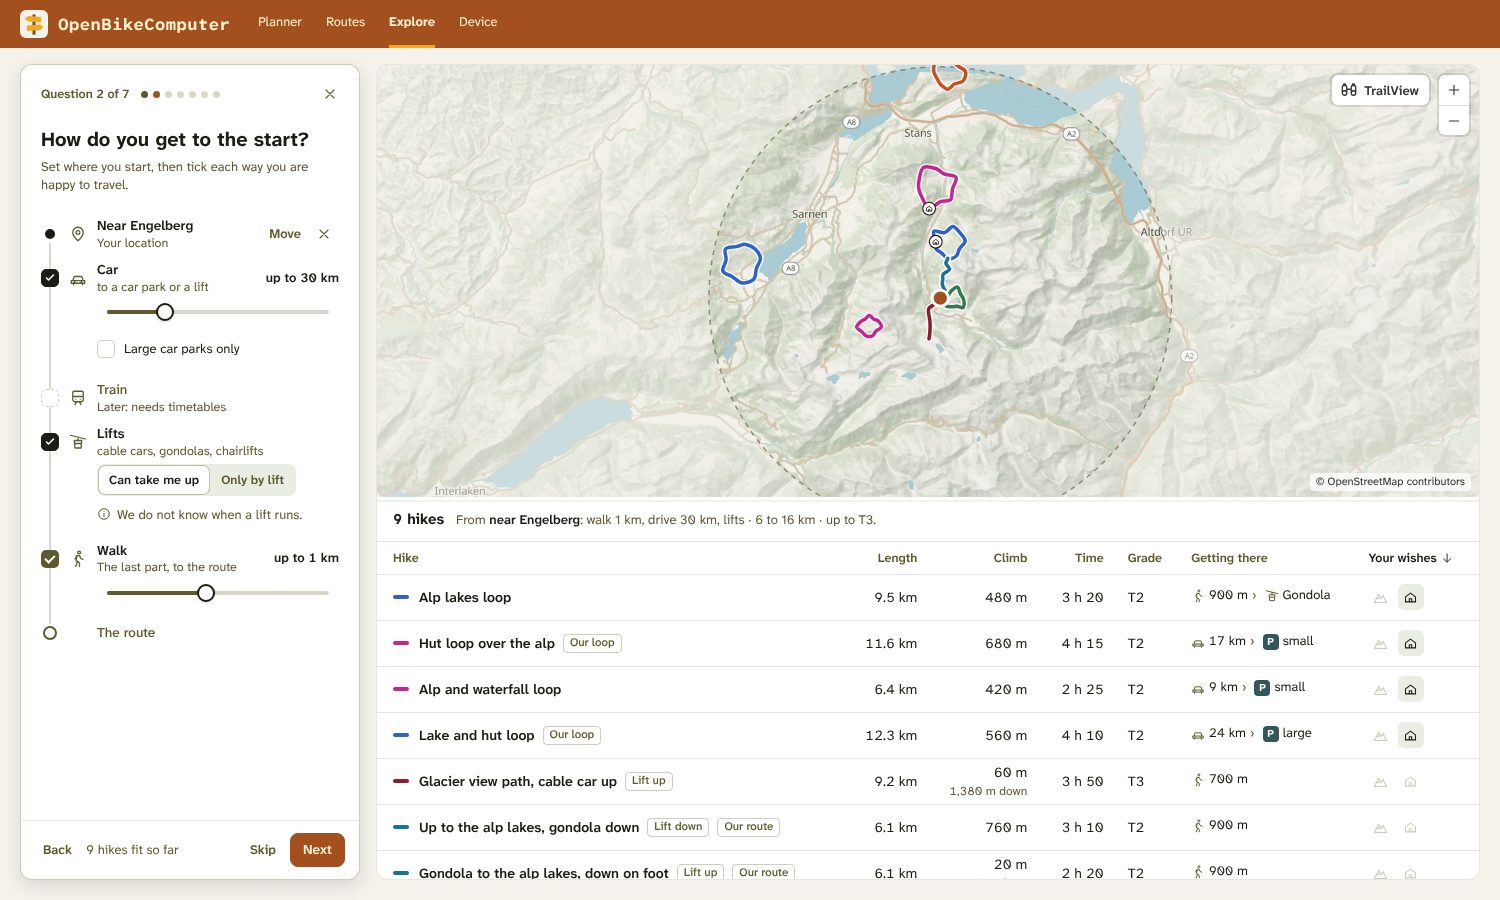 OpenBikeComputer
Planner
Routes
Explore
Device
Question 2 of 7
How do you get to the start?
Set where you start, then tick each way you are
happy to travel.
Near Engelberg
Your location
Move
Car
to a car park or a lift
up to 30 km
Large car parks only
Train
Later: needs timetables
Lifts
cable cars, gondolas, chairlifts
Can take me up
Only by lift
We do not know when a lift runs.
Walk
The last part, to the route
up to 1 km
The route
Back
9 hikes fit so far
Skip
Next
TrailView
+
−
A8
Stans
A2
Sarnen
Altdorf UR
A8
A2
Interlaken
© OpenStreetMap contributors
9 hikes From near Engelberg: walk 1 km, drive 30 km, lifts · 6 to 16 km · up to T3.
Hike Length Climb Time Grade Getting there Your wishes ↓
Alp lakes loop 9.5 km 480 m 3 h 20 T2 900 m › Gondola
Hut loop over the alp Our loop 11.6 km 680 m 4 h 15 T2 17 km › P small
Alp and waterfall loop 6.4 km 420 m 2 h 25 T2 9 km › P small
Lake and hut loop Our loop 12.3 km 560 m 4 h 10 T2 24 km › P large
Glacier view path, cable car up Lift up 9.2 km 60 m 3 h 50 T3 700 m
1,380 m down
Up to the alp lakes, gondola down Lift down Our route 6.1 km 760 m 3 h 10 T2 900 m
Gondola to the alp lakes, down on foot Lift up Our route 6.1 km 20 m 2 h 20 T2 900 m